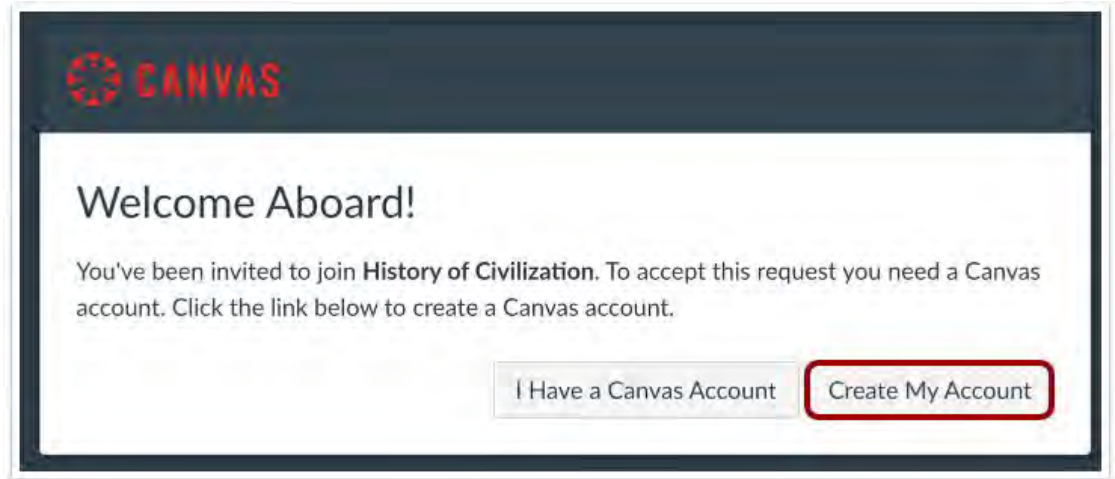 CANVAS
Welcome Aboard!
You've been invited to join History of Civilization. To accept this request you need a Canvas
account. Click the link below to create a Canvas account.
I Have a Canvas Account Create My Account